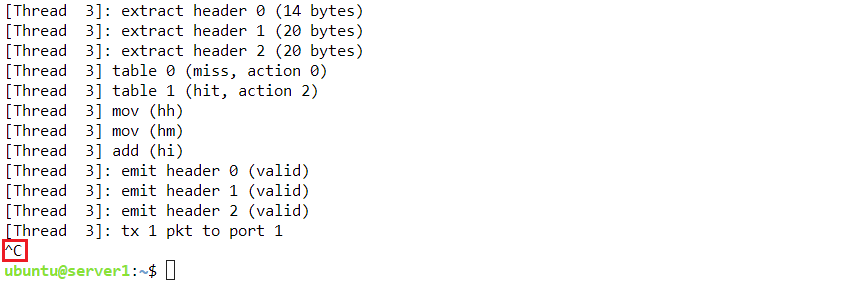 [Thread  3]: extract header 0 (14 bytes)
[Thread  3]: extract header 1 (20 bytes)
[Thread  3]: extract header 2 (20 bytes)
[Thread  3] table 0 (miss, action 0)
[Thread  3] table 1 (hit, action 2)
[Thread  3] mov (hh)
[Thread  3] mov (hm)
[Thread  3] add (hi)
[Thread  3]: emit header 0 (valid)
[Thread  3]: emit header 1 (valid)
[Thread  3]: emit header 2 (valid)
[Thread  3]: tx 1 pkt to port 1
^C
ubuntu@server1:~$